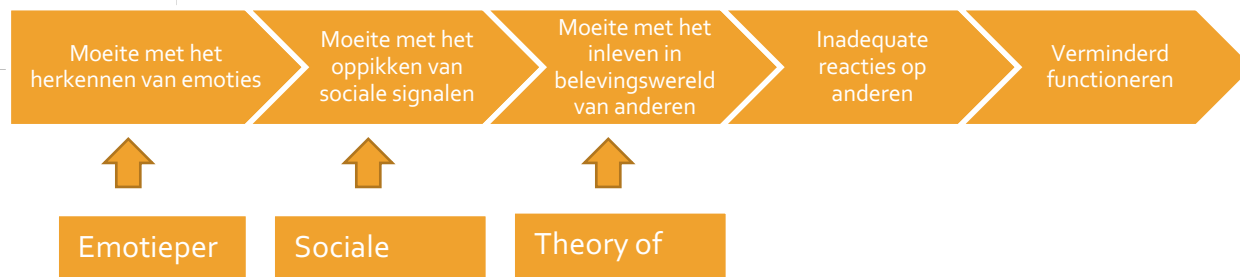 Moeite met het
herkennen van emoties
Moeite met het
oppikken van
sociale signalen
Moeite met het
inleven in
belevingswereld
van anderen
Inadequate
reacties op
anderen
Verminderd
functioneren
Emotieper
Sociale
Theory of